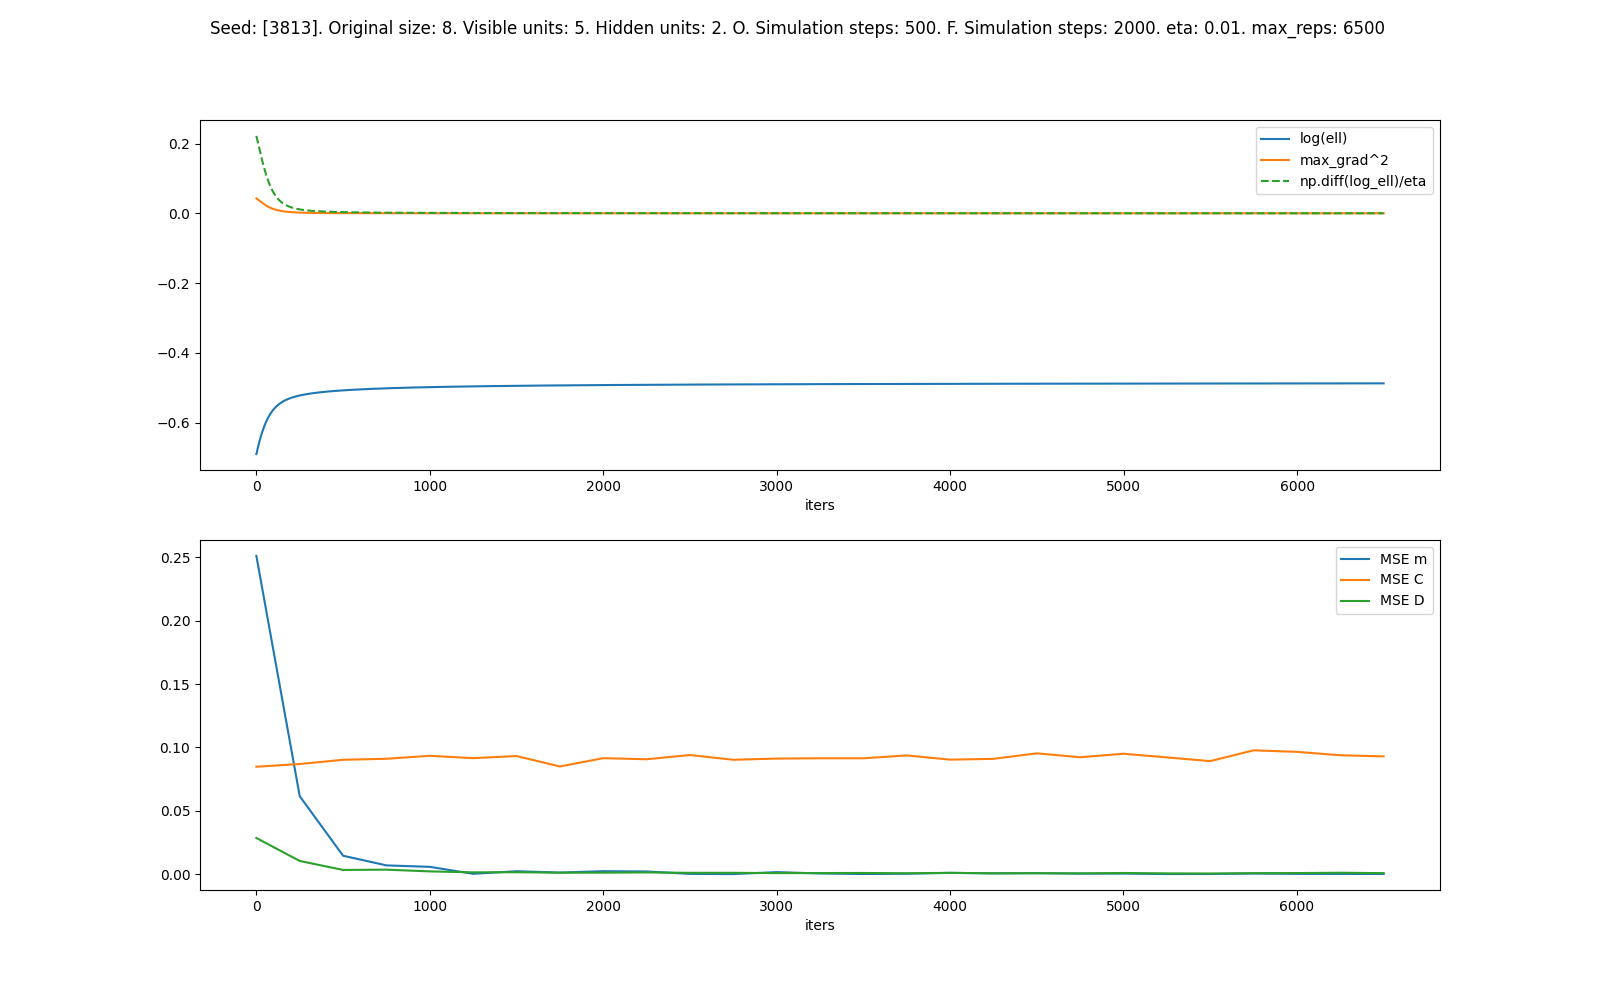 Seed: [3813]. Original size: 8. Visible units: 5. Hidden units: 2. O. Simulation steps: 500. F. Simulation steps: 2000. eta: 0.01. max_reps: 6500
0.2
0.0
−0.2
−0.4
−0.6
log(ell)
max_grad^2
np.diff(log_ell)/eta
0 1000 2000 3000 4000 5000 6000
iters
0.25
0.20
0.15
0.10
0.05
0.00
MSE m
MSE C
MSE D
0 1000 2000 3000 4000 5000 6000
iters